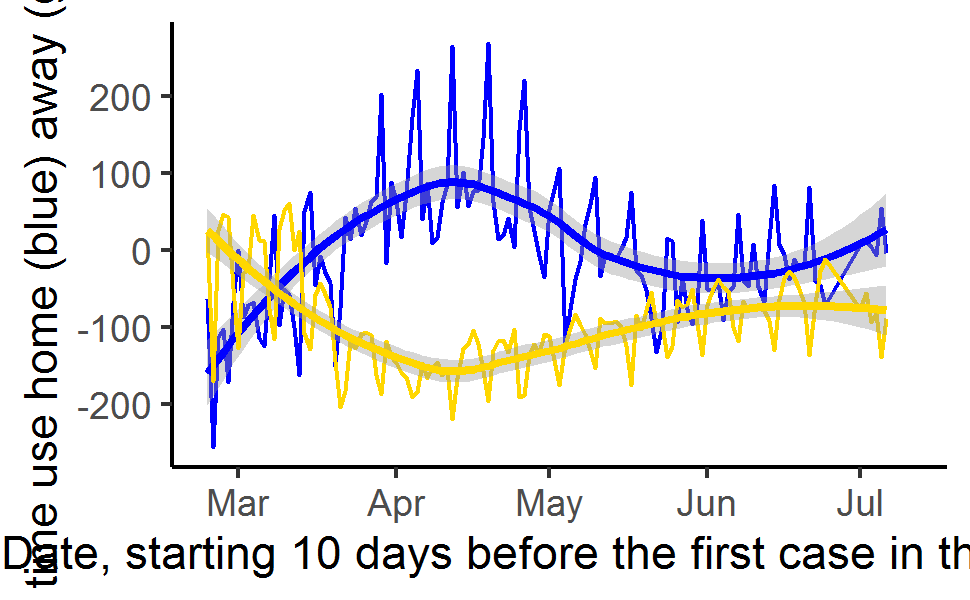 time use home (blue) away (g
200
100
0
-100
-200
Mar Apr May Jun Jul
Date, starting 10 days before the first case in th